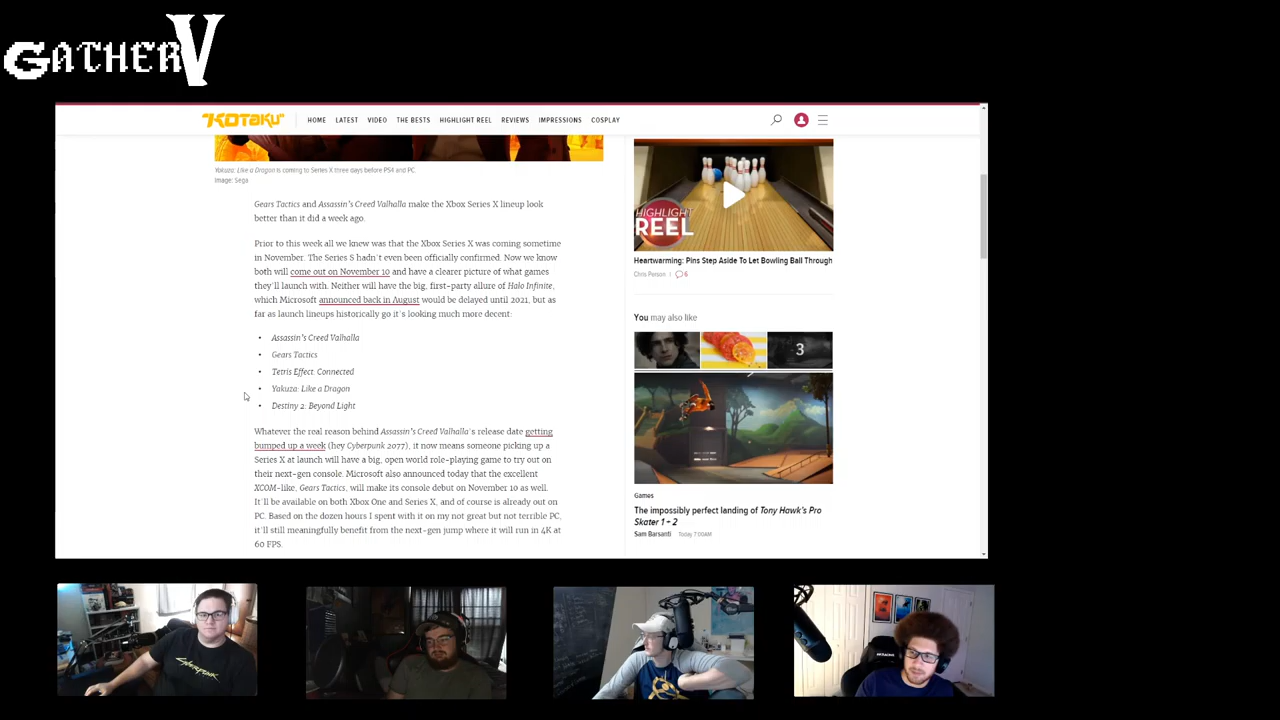 GATHERV
KOTAKU
HOME LATEST VIDEO THE BESTS HIGHLIGHT REEL REVIEWS IMPRESSIONS COSPLAY
Yakuza: Like a Dragon is coming to Series X three days before PS4 and PC.
Image: Sega
Gears Tactics and Assassin's Creed Valhalla make the Xbox Series X lineup look
better than it did a week ago.
Prior to this week all we knew was that the Xbox Series X was coming sometime
in November. The Series S hadn't even been officially confirmed. Now we know
both will come out on November 10 and have a clearer picture of what games
they'll launch with. Neither will have the big, first-party allure of Halo Infinite,
which Microsoft announced back in August would be delayed until 2021, but as
far as launch lineups historically go it's looking much more decent:
• Assassin's Creed Valhalla
• Gears Tactics
• Tetris Effect: Connected
• Yakuza: Like a Dragon
• Destiny 2: Beyond Light
Whatever the real reason behind Assassin's Creed Valhalla's release date getting
bumped up a week (hey Cyberpunk 2077), it now means someone picking up a
Series X at launch will have a big, open world role-playing game to try out on
their next-gen console. Microsoft also announced today that the excellent
XCOM-like, Gears Tactics, will make its console debut on November 10 as well.
It'll be available on both Xbox One and Series X, and of course is already out on
PC. Based on the dozen hours I spent with it on my not great but not terrible PC,
it'll still meaningfully benefit from the next-gen jump where it will run in 4K at
60 FPS.
HIGHLIGHT
REEL
Heartwarming: Pins Step Aside To Let Bowling Ball Through
Chris Person | 6
You may also like
3
Games
The impossibly perfect landing of Tony Hawk's Pro
Skater 1 + 2
Sam Barsanti Today, 7:00AM
CYBERPUNK